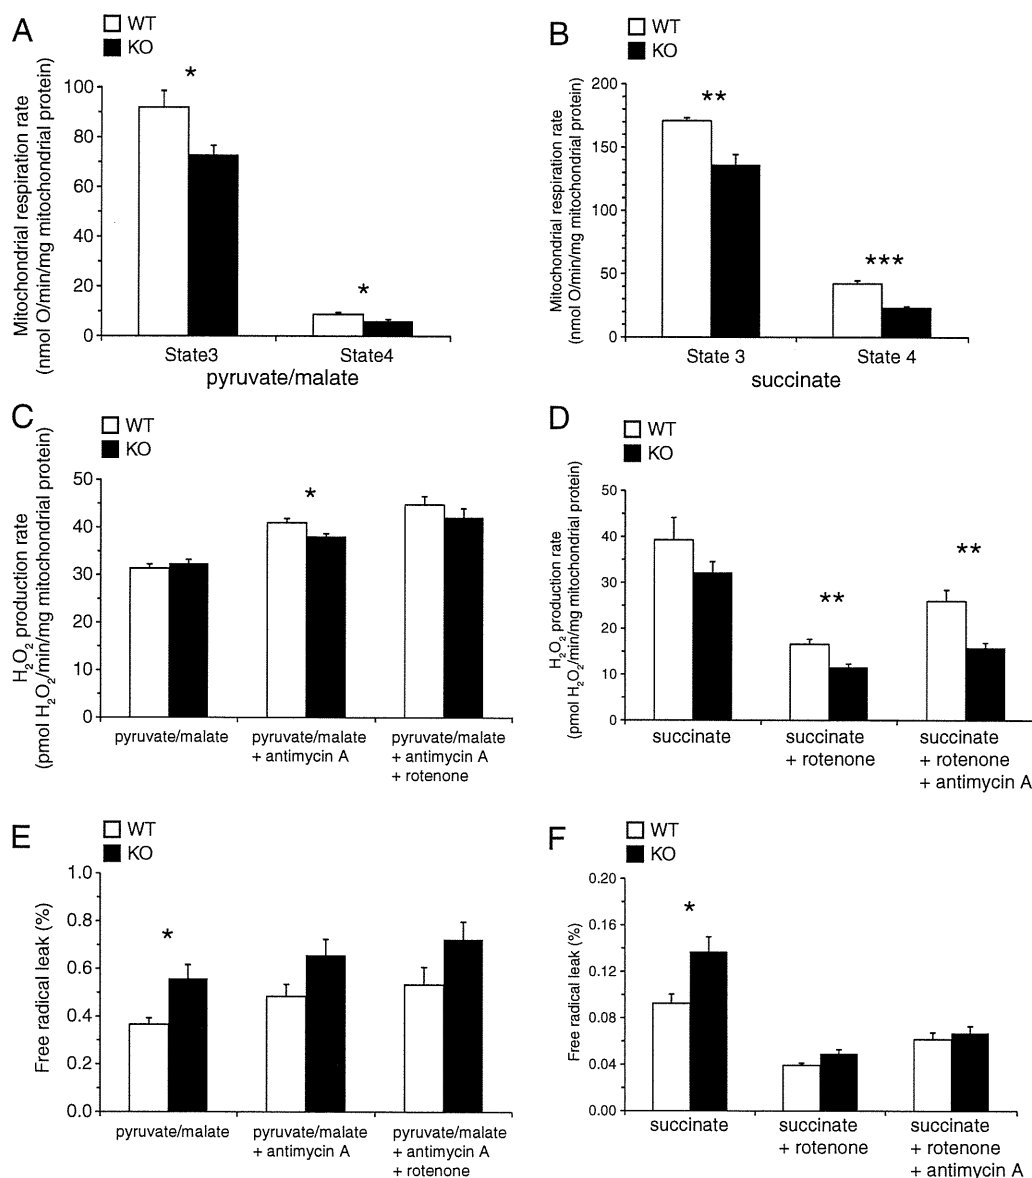 A
WT
KO
Mitochondrial respiration rate
(nmol O/min/mg mitochondrial protein)
100
80
60
40
20
0
*
*
State3
State4
pyruvate/malate
B
WT
KO
Mitochondrial respiration rate
(nmol O/min/mg mitochondrial protein)
200
150
100
50
0
**
***
State 3
State 4
succinate
C
WT
KO
H₂O₂ production rate
(pmol H₂O₂/min/mg mitochondrial protein)
50
40
30
20
10
0
*
pyruvate/malate
pyruvate/malate
+ antimycin A
pyruvate/malate
+ antimycin A
+ rotenone
D
WT
KO
H₂O₂ production rate
(pmol H₂O₂/min/mg mitochondrial protein)
50
40
30
20
10
0
**
**
succinate
succinate
+ rotenone
succinate
+ rotenone
+ antimycin A
E
WT
KO
Free radical leak (%)
1.0
0.8
0.6
0.4
0.2
0.0
*
pyruvate/malate
pyruvate/malate
+ antimycin A
pyruvate/malate
+ antimycin A
+ rotenone
F
WT
KO
Free radical leak (%)
0.20
0.16
0.12
0.08
0.04
0.00
*
succinate
succinate
+ rotenone
succinate
+ rotenone
+ antimycin A